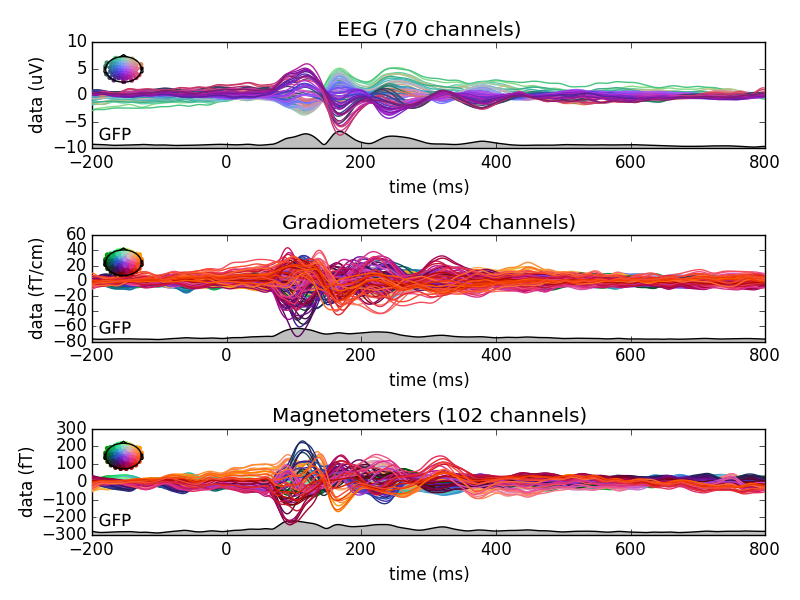 EEG (70 channels)
10
5
0
−5
−10
data (uV)
GFP
−200 0 200 400 600 800
time (ms)
Gradiometers (204 channels)
60
40
20
0
−20
−40
−60
−80
data (fT/cm)
GFP
−200 0 200 400 600 800
time (ms)
Magnetometers (102 channels)
300
200
100
0
−100
−200
−300
data (fT)
GFP
−200 0 200 400 600 800
time (ms)